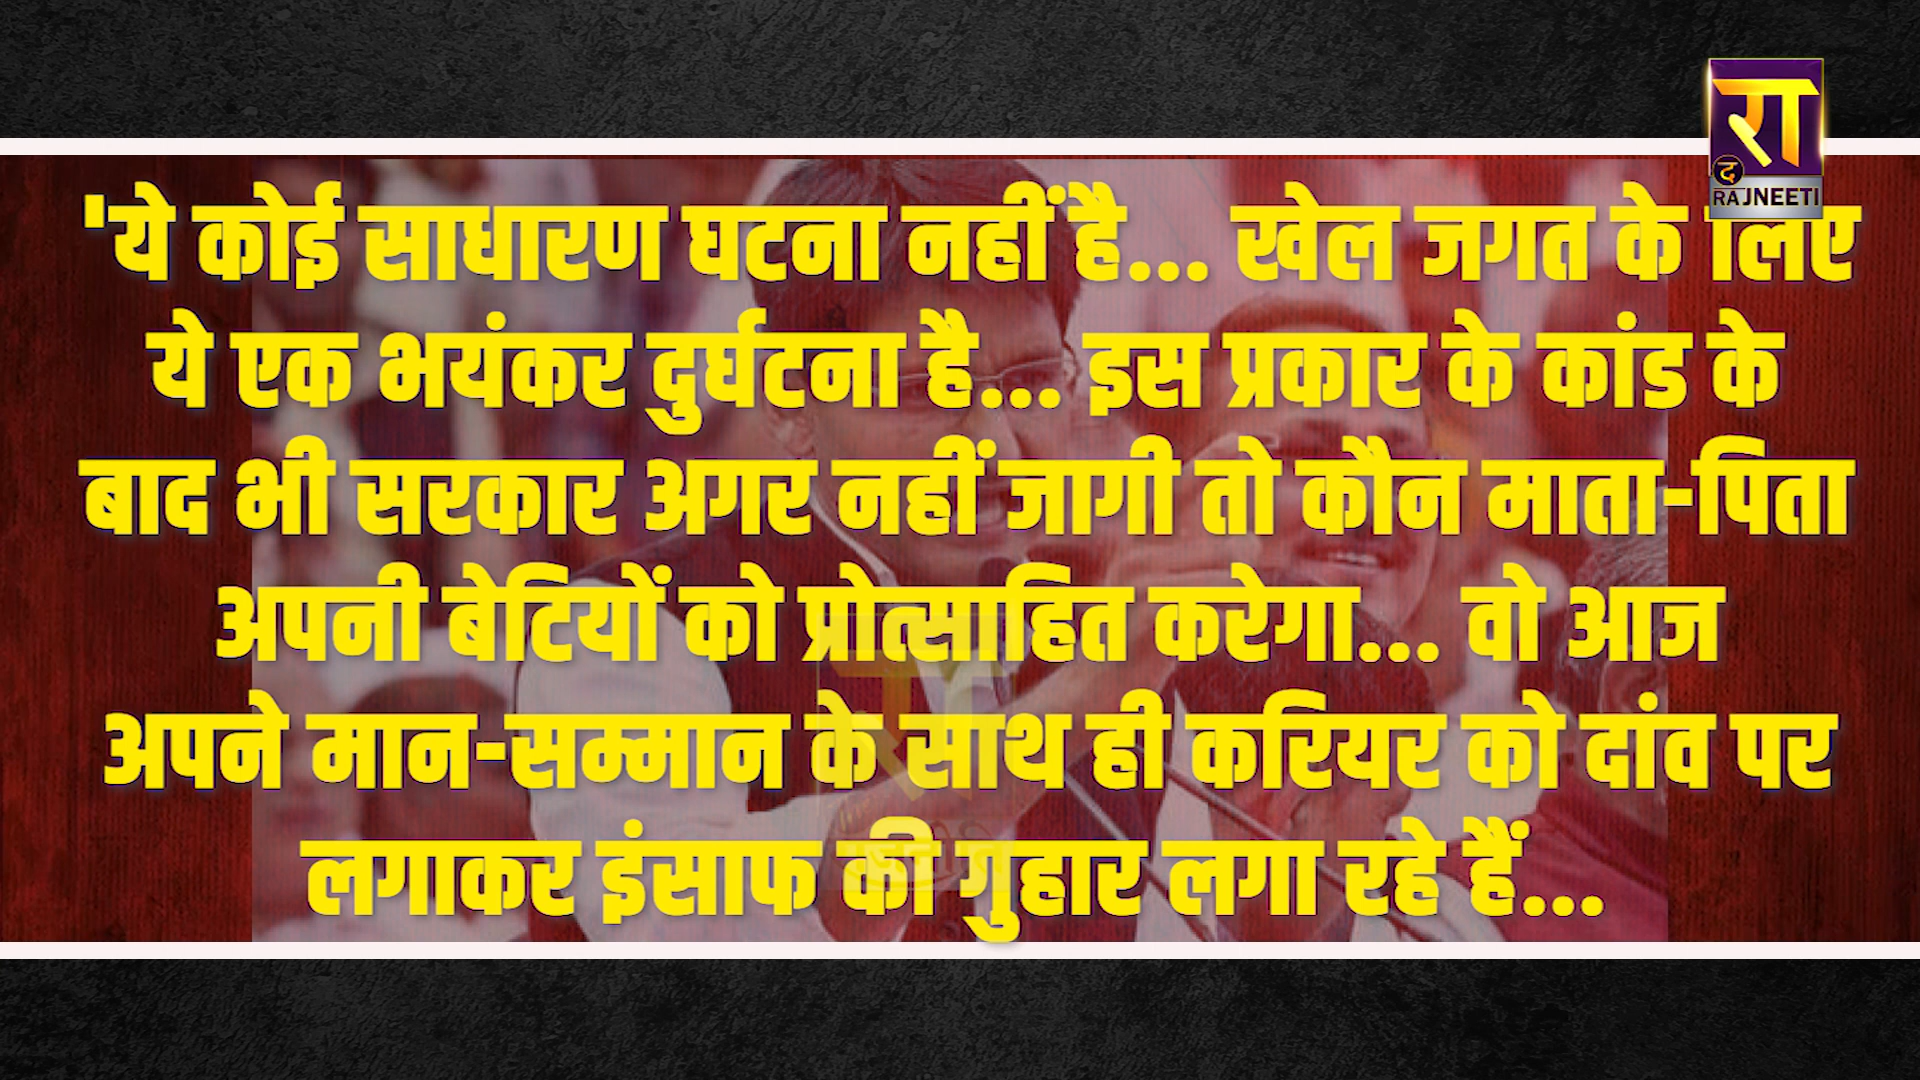 रा
द
RAJNEETI
'ये कोई साधारण घटना नहीं है... खेल जगत के लिए
ये एक भयंकर दुर्घटना है... इस प्रकार के कांड के
बाद भी सरकार अगर नहीं जागी तो कौन माता-पिता
अपनी बेटियों को प्रोत्साहित करेगा... वो आज
अपने मान-सम्मान के साथ ही करियर को दांव पर
लगाकर इंसाफ की गुहार लगा रहे हैं...